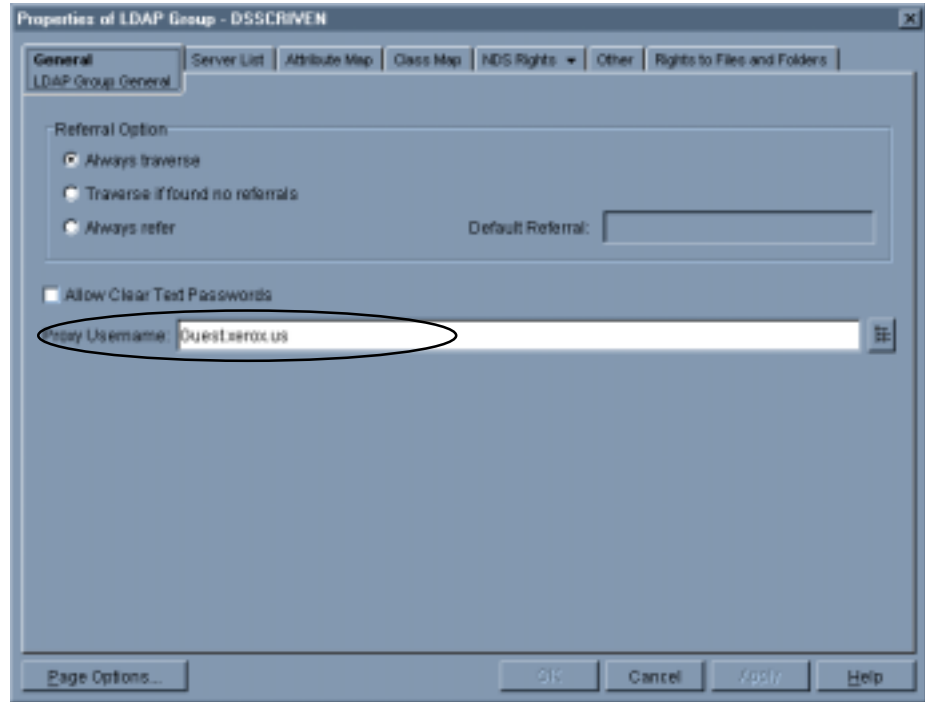 Properties of LDAP Group - DSSCRIVEN
General Server List Attribute Map Class Map NDS Rights Other Rights to Files and Folders
LDAP Group General
Referral Option
Always traverse
Traverse if found no referrals
Always refer Default Referral:
Allow Clear Text Passwords
Proxy Username: Guest.xerox.us
Page Options... OK Cancel Apply Help